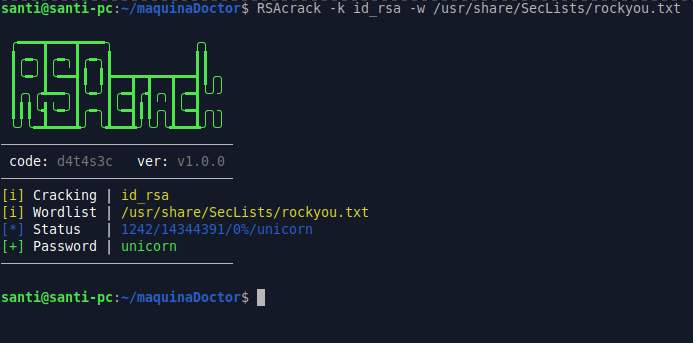 santi@santi-pc:~/maquinaDoctor$ RSAcrack -k id_rsa -w /usr/share/SecLists/rockyou.txt
RSAcrack
code: d4t4s3c ver: v1.0.0
[i] Cracking | id_rsa
[i] Wordlist | /usr/share/SecLists/rockyou.txt
[*] Status | 1242/14344391/0%/unicorn
[+] Password | unicorn
santi@santi-pc:~/maquinaDoctor$